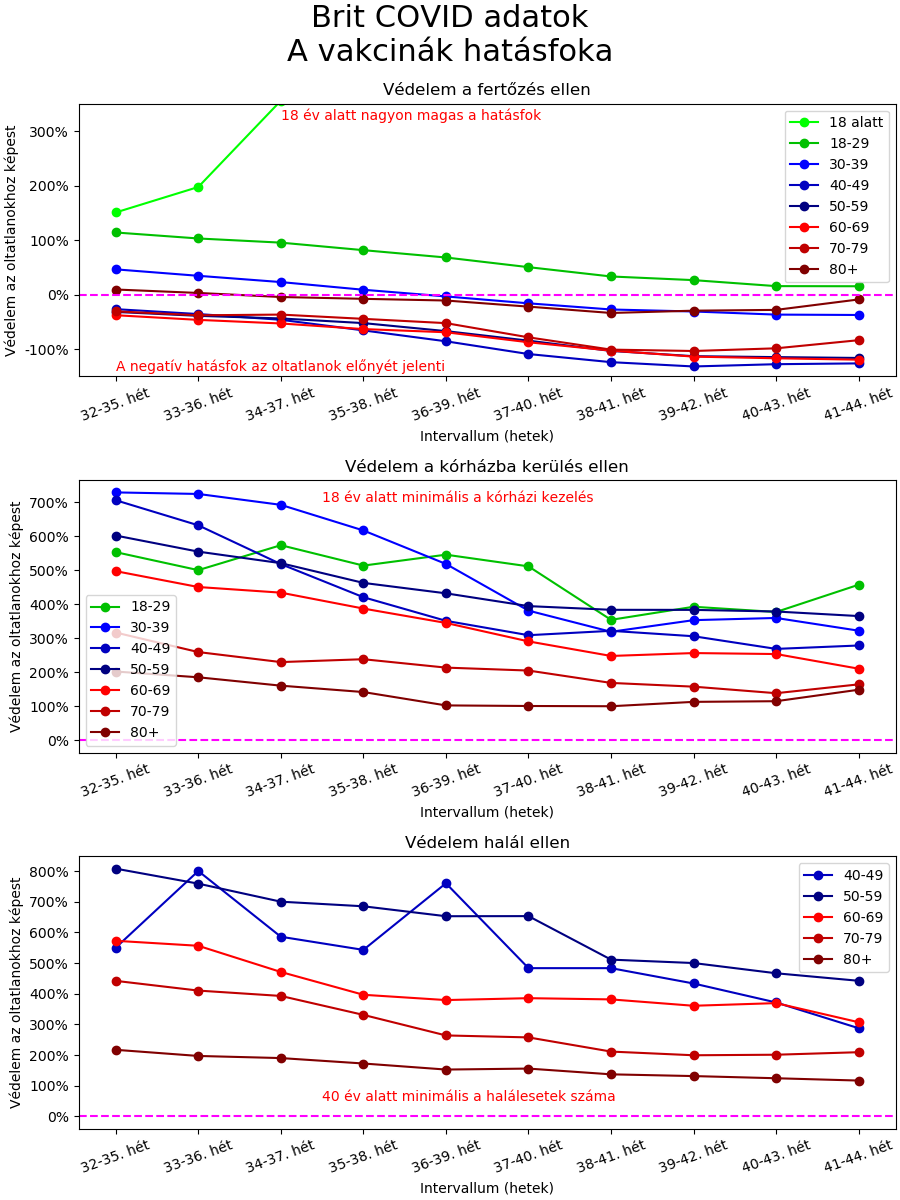 Brit COVID adatok
A vakcinák hatásfoka
Védelem a fertőzés ellen
Védelem az oltatlanokhoz képest
300%
200%
100%
0%
-100%
18 év alatt nagyon magas a hatásfok
A negatív hatásfok az oltatlanok előnyét jelenti
18 alatt
18-29
30-39
40-49
50-59
60-69
70-79
80+
32-35. hét
33-36. hét
34-37. hét
35-38. hét
36-39. hét
37-40. hét
38-41. hét
39-42. hét
40-43. hét
41-44. hét
Intervallum (hetek)
Védelem a kórházba kerülés ellen
Védelem az oltatlanokhoz képest
700%
600%
500%
400%
300%
200%
100%
0%
18 év alatt minimális a kórházi kezelés
18-29
30-39
40-49
50-59
60-69
70-79
80+
32-35. hét
33-36. hét
34-37. hét
35-38. hét
36-39. hét
37-40. hét
38-41. hét
39-42. hét
40-43. hét
41-44. hét
Intervallum (hetek)
Védelem halál ellen
Védelem az oltatlanokhoz képest
800%
700%
600%
500%
400%
300%
200%
100%
0%
40-49
50-59
60-69
70-79
80+
40 év alatt minimális a halálesetek száma
32-35. hét
33-36. hét
34-37. hét
35-38. hét
36-39. hét
37-40. hét
38-41. hét
39-42. hét
40-43. hét
41-44. hét
Intervallum (hetek)